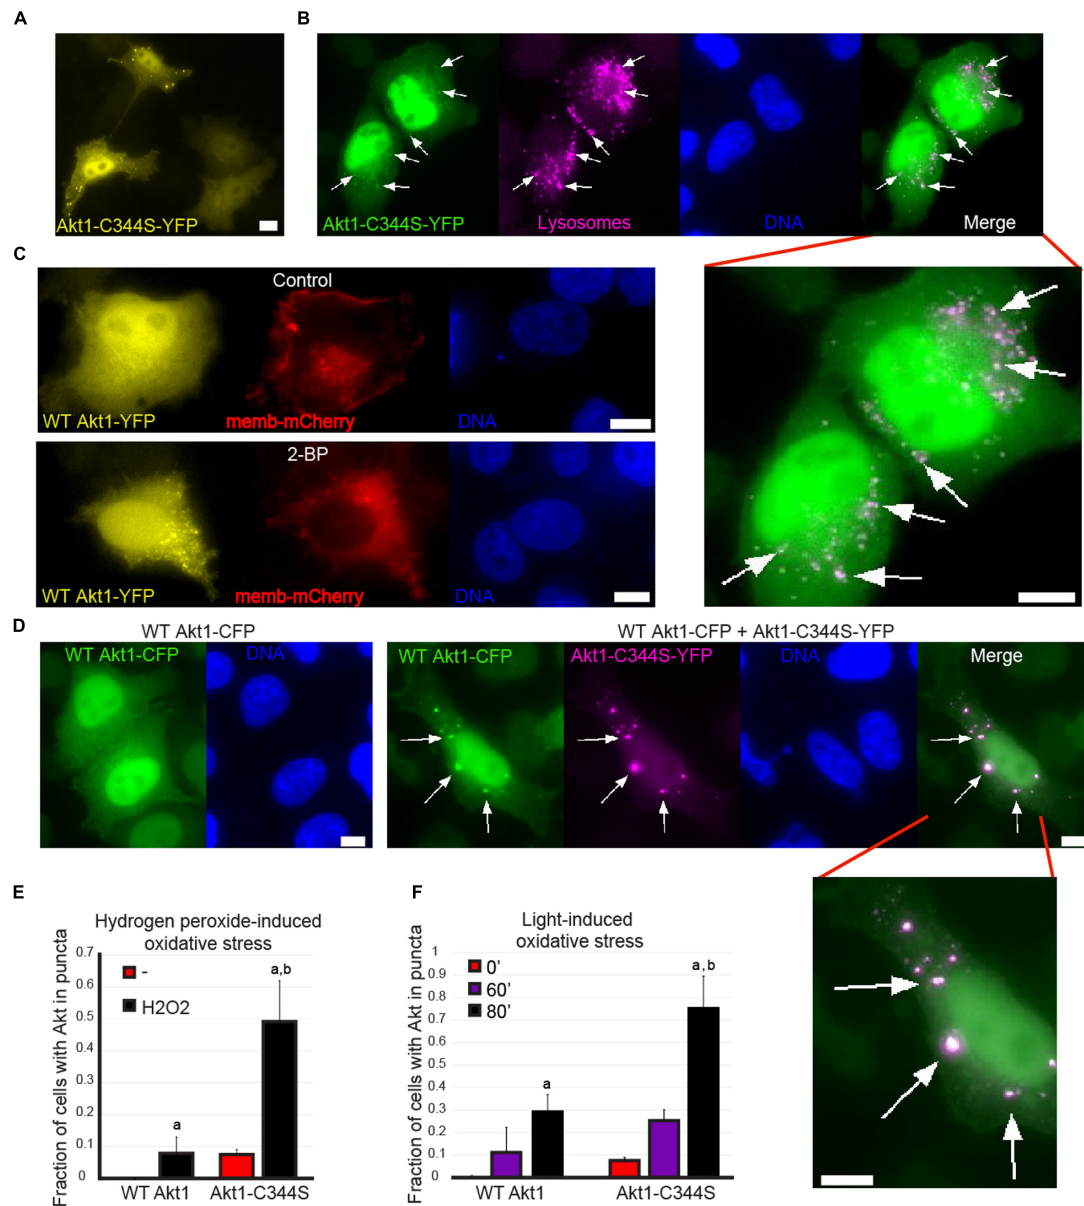 A
B
Akt1-C344S-YFP
Akt1-C344S-YFP
Lysosomes
DNA
Merge
C
Control
WT Akt1-YFP
memb-mCherry
DNA
2-BP
WT Akt1-YFP
memb-mCherry
DNA
D
WT Akt1-CFP
WT Akt1-CFP + Akt1-C344S-YFP
WT Akt1-CFP
DNA
WT Akt1-CFP
Akt1-C344S-YFP
DNA
Merge
E
Hydrogen peroxide-induced
oxidative stress
Fraction of cells with Akt in puncta
0.7
0.6
0.5
0.4
0.3
0.2
0.1
0
-
H2O2
a
a,b
WT Akt1
Akt1-C344S
F
Light-induced
oxidative stress
Fraction of cells with Akt in puncta
1
0.9
0.8
0.7
0.6
0.5
0.4
0.3
0.2
0.1
0
0'
60'
80'
a
a,b
WT Akt1
Akt1-C344S